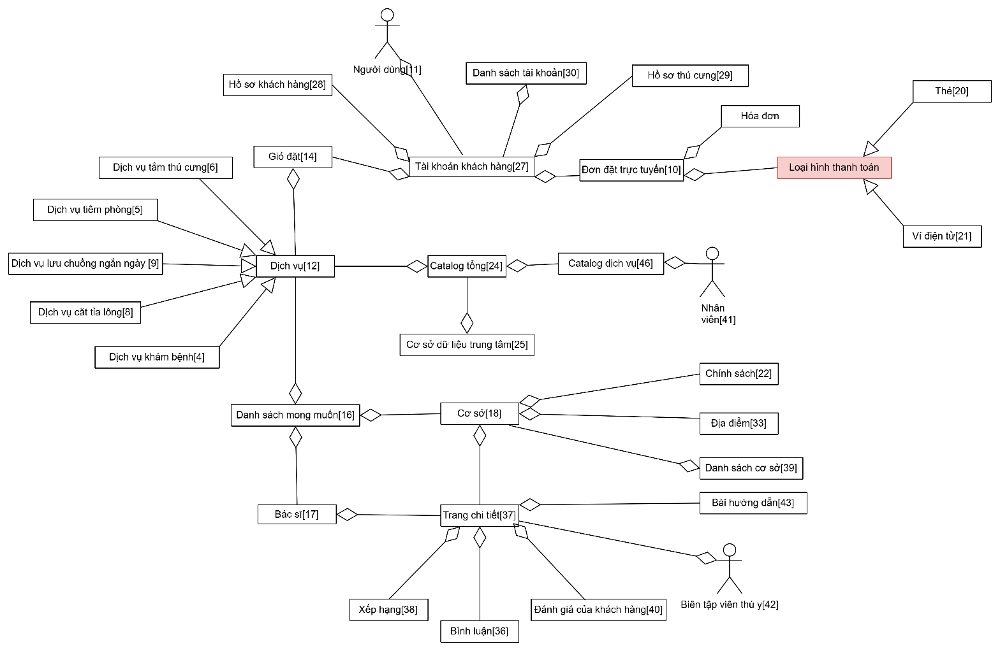 Người dùng[11]
Danh sách tài khoản[30]
Hồ sơ thú cưng[29]
Hồ sơ khách hàng[28]
Thẻ[20]
Hóa đơn
Giỏ đặt[14]
Tài khoản khách hàng[27]
Đơn đặt trực tuyến[10]
Loại hình thanh toán
Dịch vụ tắm thú cưng[6]
Dịch vụ tiêm phòng[5]
Ví điện tử[21]
Dịch vụ lưu chuồng ngắn ngày [9]
Dịch vụ[12]
Catalog tổng[24]
Catalog dịch vụ[46]
Nhân
viên[41]
DỊch vụ căt tỉa lông[8]
Cơ sở dữ liệu trung tâm[25]
Dịch vụ khám bệnh[4]
Chính sách[22]
Danh sách mong muốn[16]
Cơ sở[18]
Địa điểm[33]
Danh sách cơ sở[39]
Bài hướng dẫn[43]
Bác sĩ[17]
Trang chi tiết[37]
Biên tập viên thú y[42]
Xếp hạng[38]
Đánh giá của khách hàng[40]
Bình luận[36]